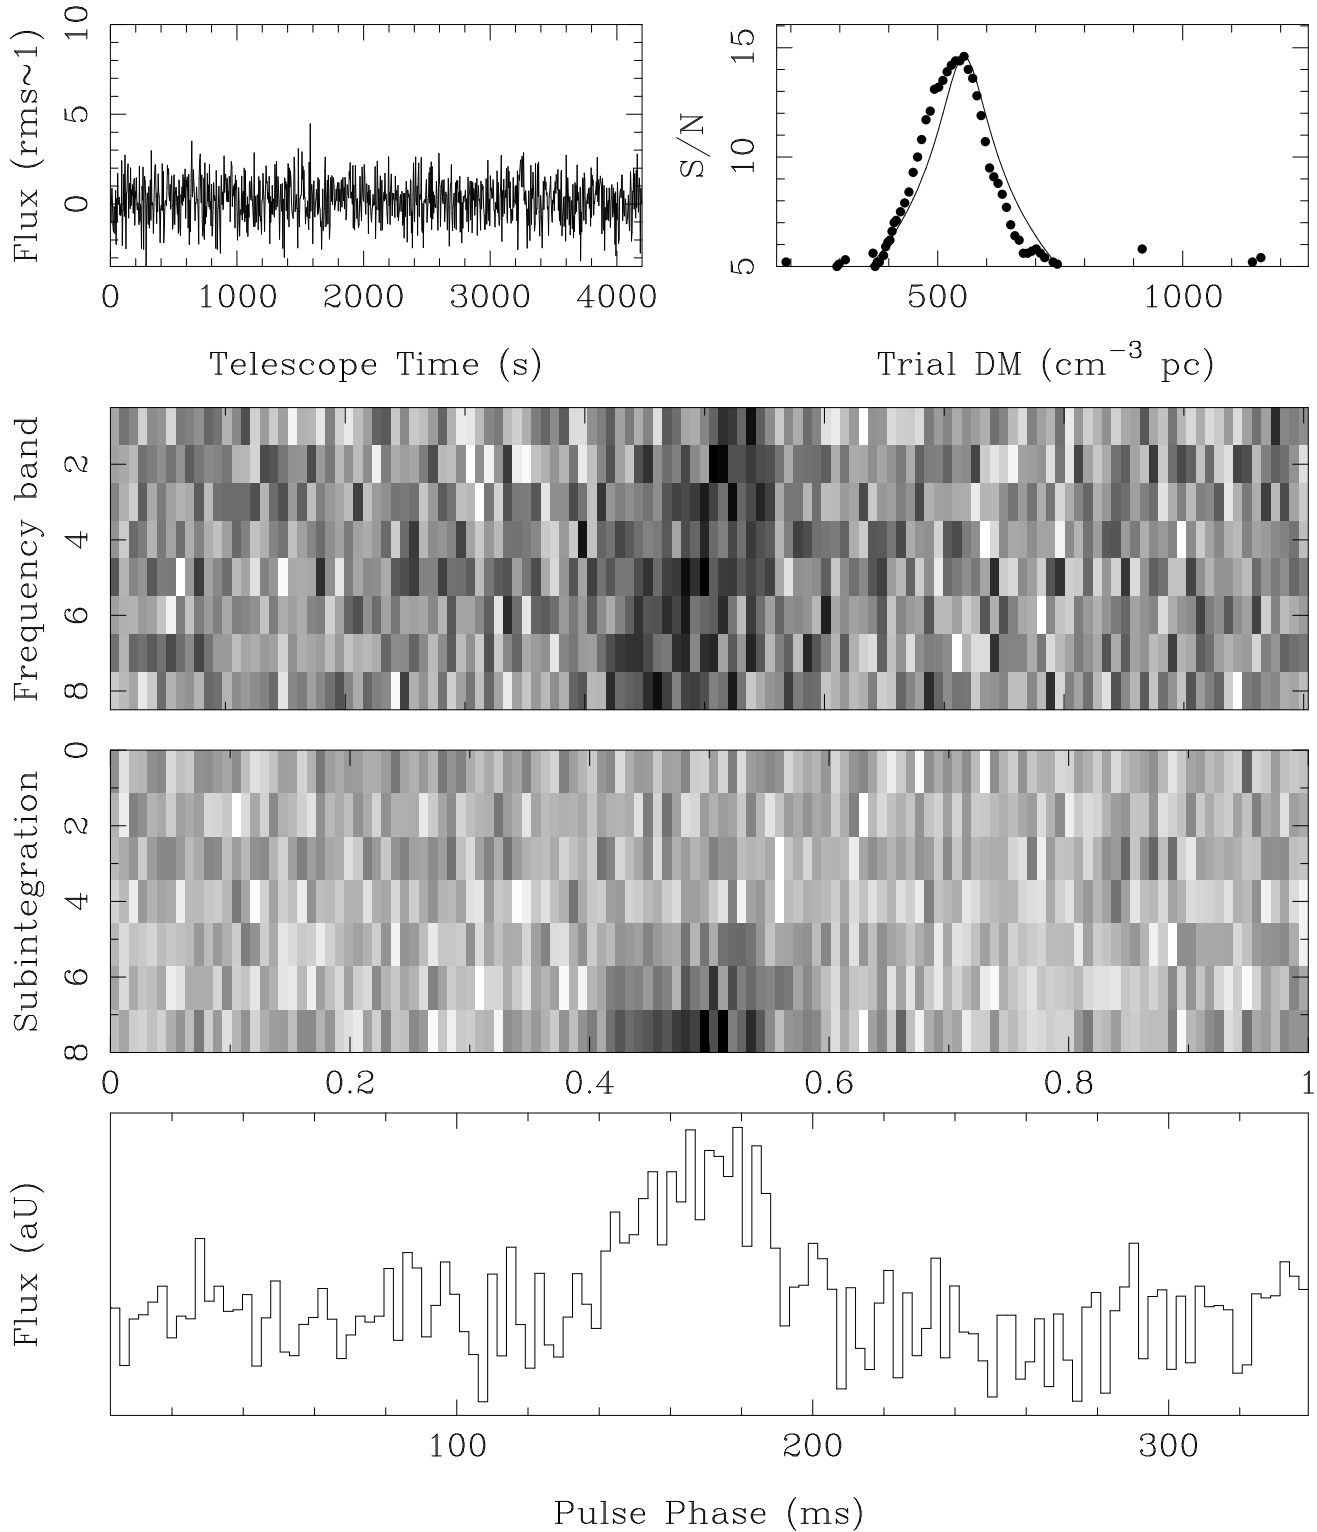 Flux (rms~1)
10
5
0
0 1000 2000 3000 4000
Telescope Time (s)
S/N
15
10
5
500 1000
Trial DM (cm⁻³ pc)
Frequency band
2
4
6
8
Subintegration
0
2
4
6
8
0 0.2 0.4 0.6 0.8 1
Flux (aU)
100 200 300
Pulse Phase (ms)